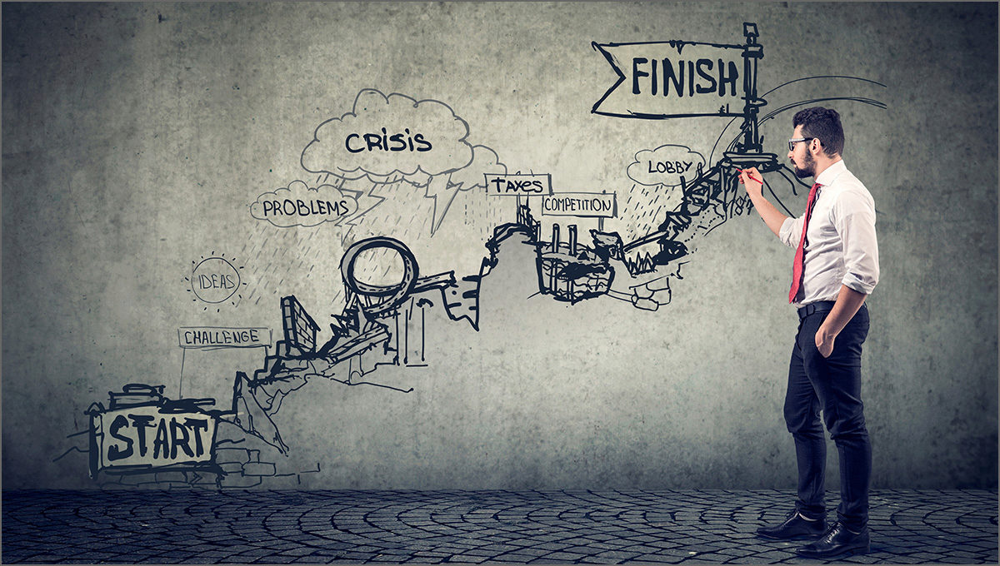 FINISH
CRISIS
LOBBY
TAXES
PROBLEMS
COMPETITION
IDEAS
CHALLENGE
START